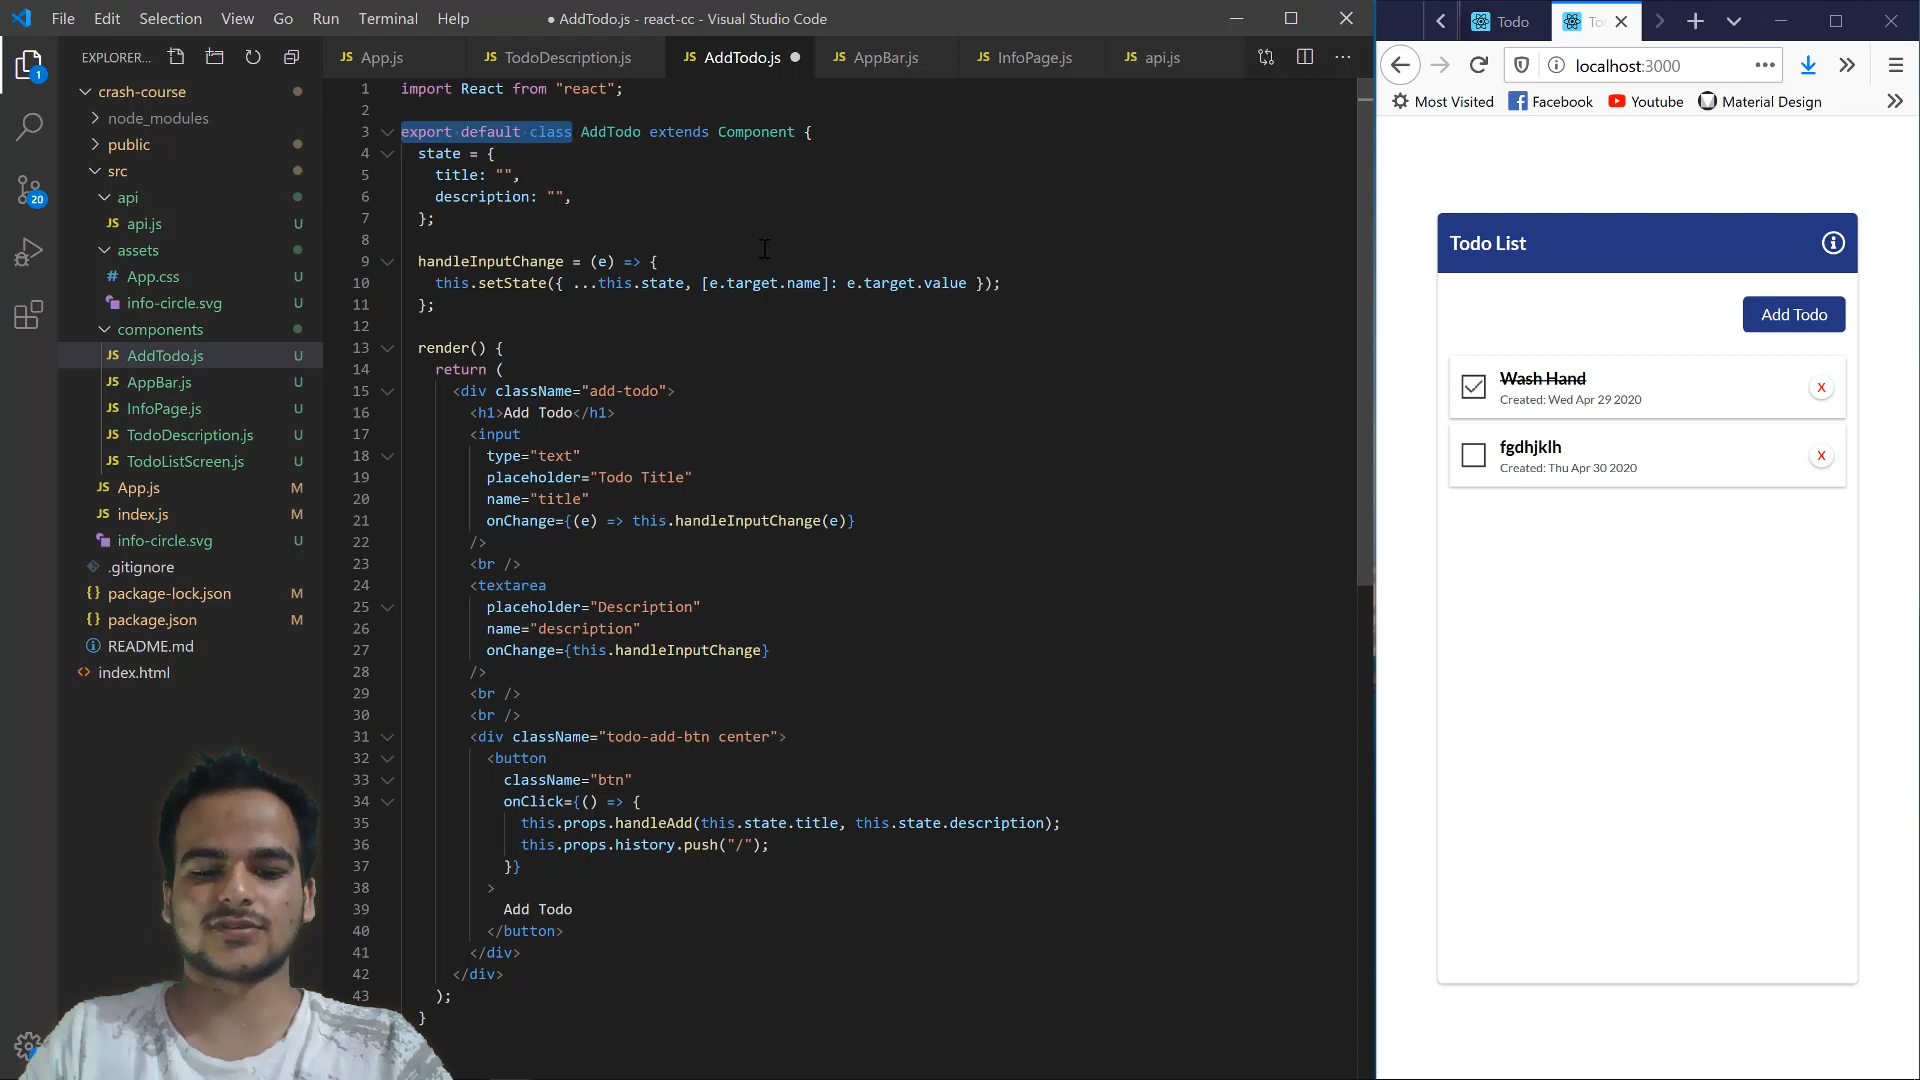 File Edit Selection View Go Run Terminal Help
● AddTodo.js - react-cc - Visual Studio Code
EXPLORER...
crash-course
node_modules
public
src
api
api.js U
assets
App.css U
info-circle.svg U
components
AddTodo.js U
AppBar.js U
InfoPage.js U
TodoDescription.js U
TodoListScreen.js U
App.js M
index.js M
info-circle.svg U
.gitignore
package-lock.json M
package.json M
README.md
index.html
1
20
JS App.js
JS TodoDescription.js
JS AddTodo.js ●
JS AppBar.js
JS InfoPage.js
JS api.js
1 import React from "react";
2
3 export default class AddTodo extends Component {
4 state = {
5 title: "",
6 description: "",
7 };
8
9 handleInputChange = (e) => {
10 this.setState({ ...this.state, [e.target.name]: e.target.value });
11 };
12
13 render() {
14 return (
15 <div className="add-todo">
16 <h1>Add Todo</h1>
17 <input
18 type="text"
19 placeholder="Todo Title"
20 name="title"
21 onChange={(e) => this.handleInputChange(e)}
22 />
23 <br />
24 <textarea
25 placeholder="Description"
26 name="description"
27 onChange={this.handleInputChange}
28 />
29 <br />
30 <br />
31 <div className="todo-add-btn center">
32 <button
33 className="btn"
34 onClick={() => {
35 this.props.handleAdd(this.state.title, this.state.description);
36 this.props.history.push("/");
37 }}
38 >
39 Add Todo
40 </button>
41 </div>
42 </div>
43 );
}
Todo
localhost:3000
Most Visited Facebook Youtube Material Design
Todo List
Add Todo
Wash Hand
Created: Wed Apr 29 2020
X
fgdhjklh
Created: Thu Apr 30 2020
X